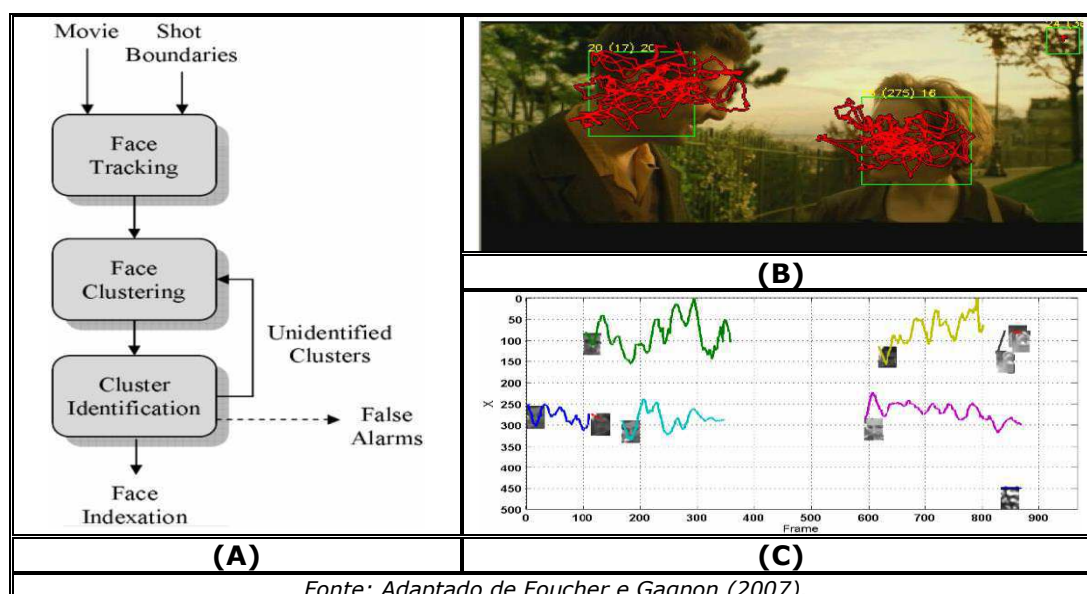 Movie
Shot
Boundaries
Face
Tracking
Face
Clustering
Unidentified
Clusters
Cluster
Identification
False
Alarms
Face
Indexation
(A)
20 (17) 20
(275) 16
(B)
0
50
100
150
200
250
300
350
400
450
500
X
0
100
200
300
400
500
600
700
800
900
Frame
(C)
Fonte: Adaptado de Foucher e Gagnon (2007)